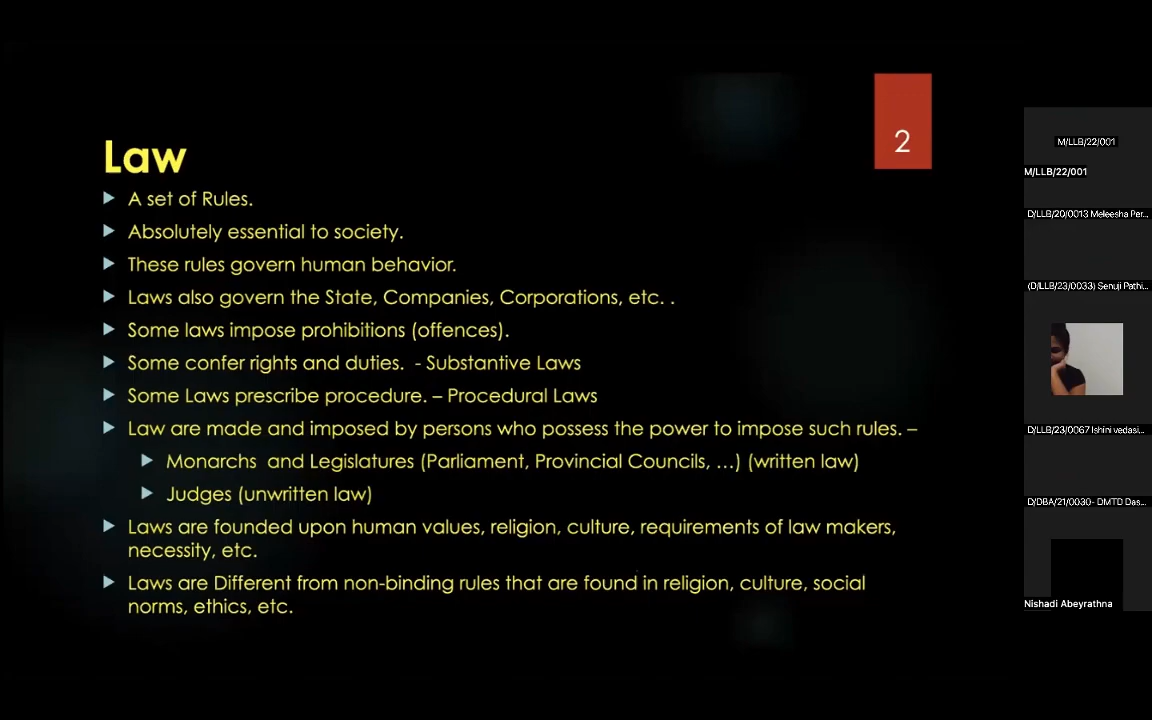 2
Law
A set of Rules.
Absolutely essential to society.
These rules govern human behavior.
Laws also govern the State, Companies, Corporations, etc. .
Some laws impose prohibitions (offences).
Some confer rights and duties. - Substantive Laws
Some Laws prescribe procedure. – Procedural Laws
Law are made and imposed by persons who possess the power to impose such rules. –
Monarchs and Legislatures (Parliament, Provincial Councils, ...) (written law)
Judges (unwritten law)
Laws are founded upon human values, religion, culture, requirements of law makers,
necessity, etc.
Laws are Different from non-binding rules that are found in religion, culture, social
norms, ethics, etc.
M/LLB/22/001
M/LLB/22/001
D/LLB/20/0013 Meleesha Per...
(D/LLB/23/0033) Senuji Pathi...
D/LLB/23/0067 Ishini vedasi...
D/DBA/21/0030- DMTD Das...
Nishadi Abeyrathna